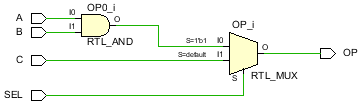 OP0_i
A
I0
O
B
I1
RTL_AND
OP_i
S=1'b1
I0
O
OP
C
S=default
I1
S
RTL_MUX
SEL